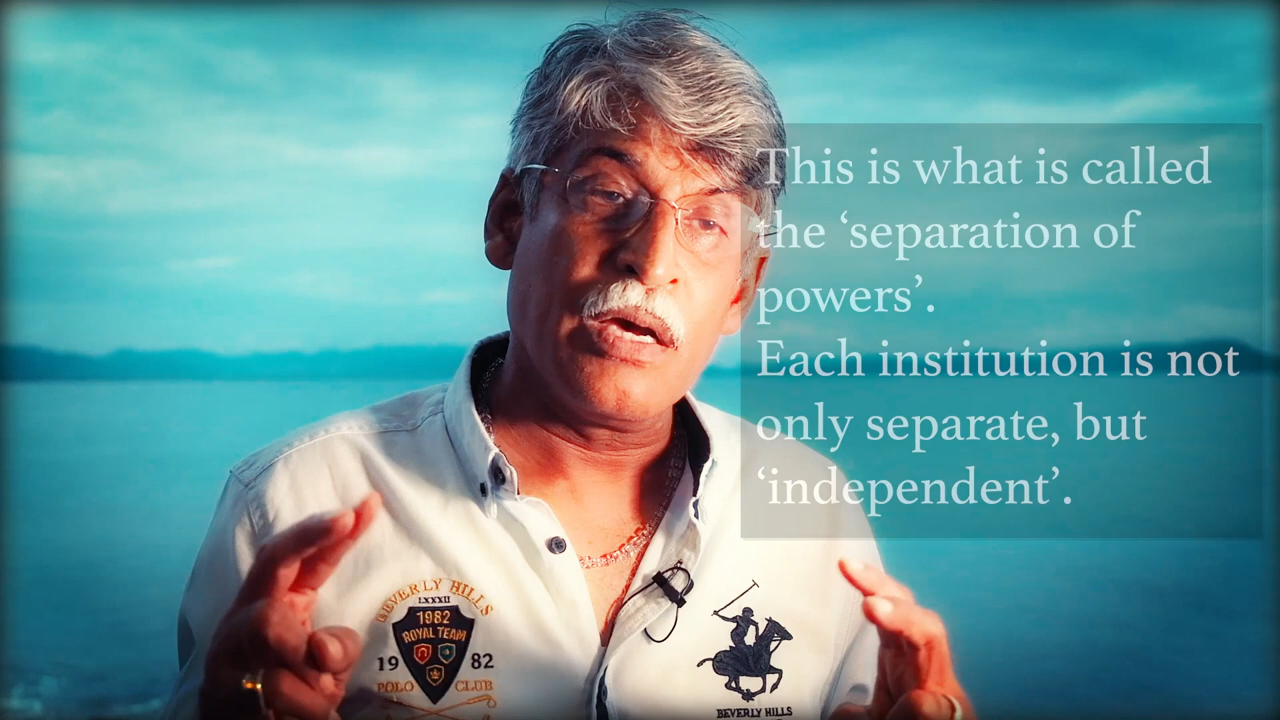 This is what is called
the ‘separation of
powers’.
Each institution is not
only separate, but
‘independent’.
BEVERLY HILLS
LXXXII
1982
ROYAL TEAM
19 82
POLO CLUB
BEVERLY HILLS